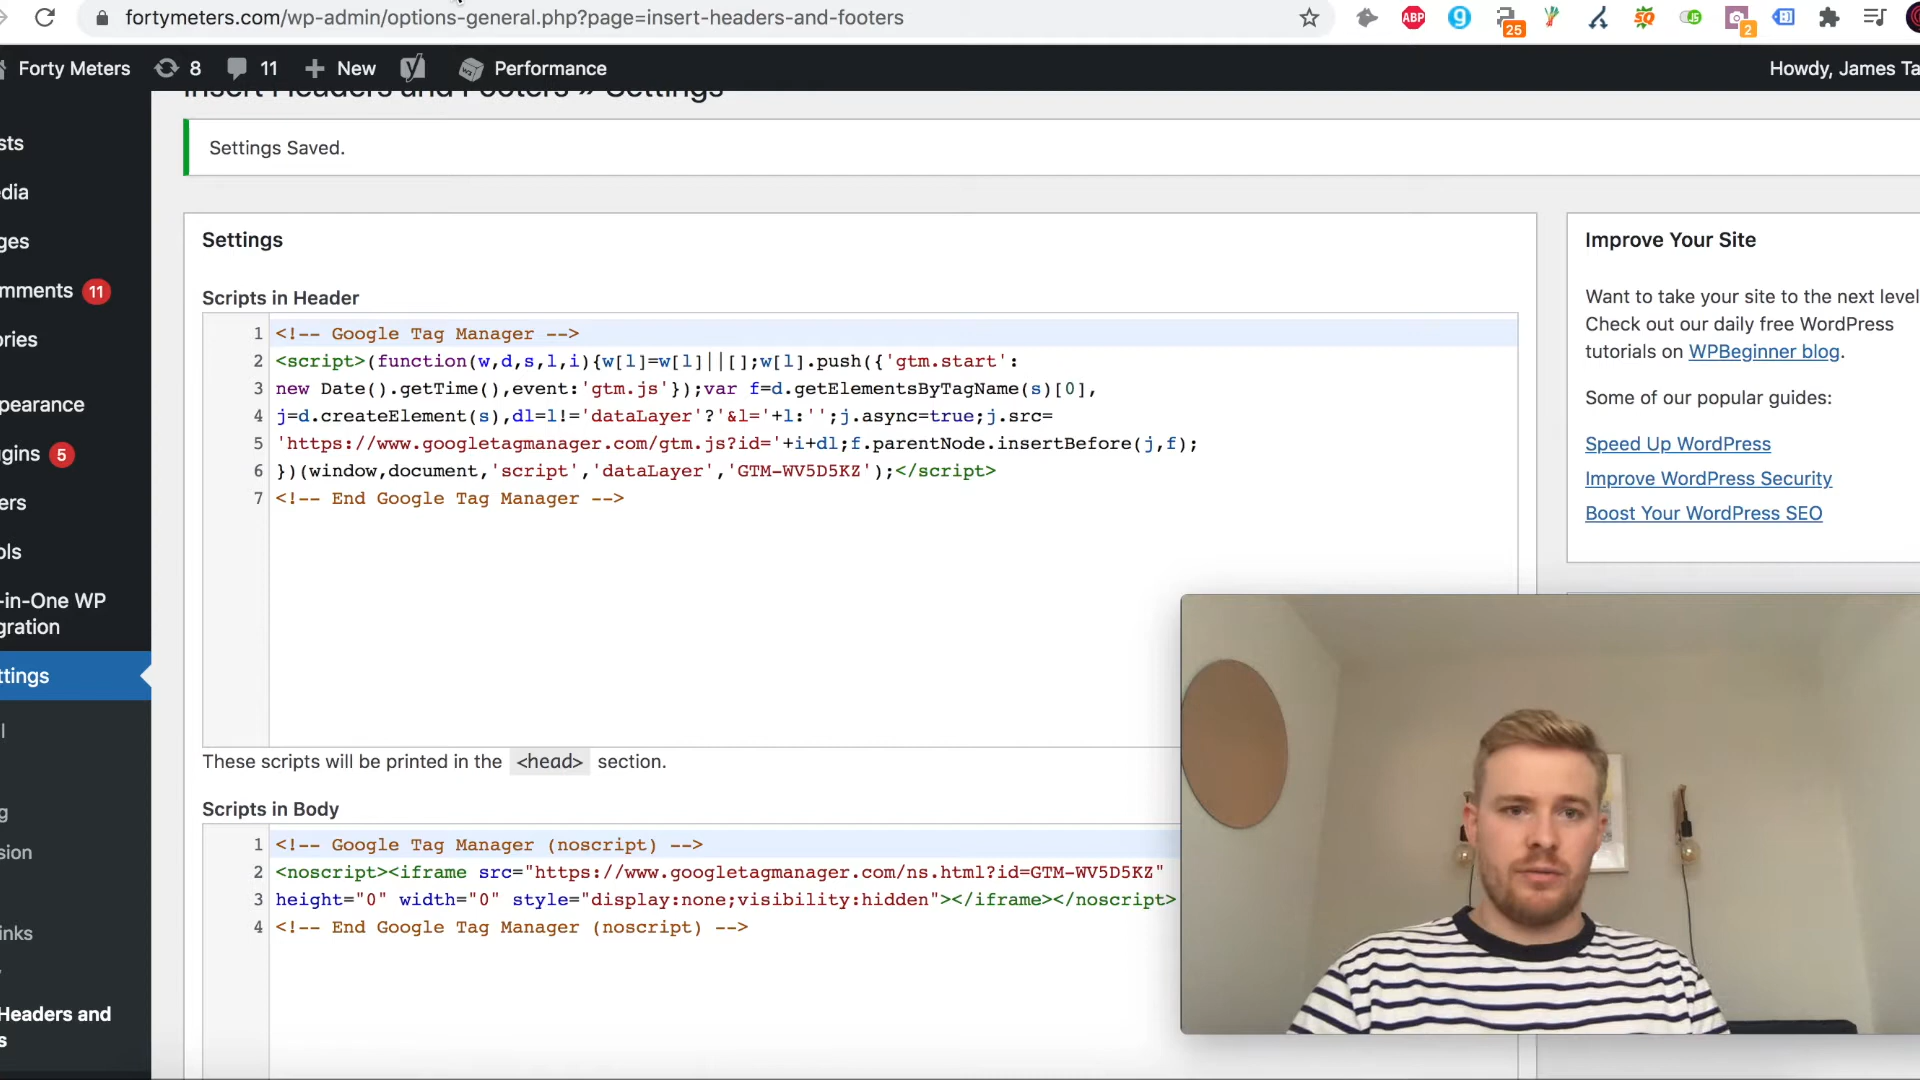 fortymeters.com/wp-admin/options-general.php?page=insert-headers-and-footers
ABP
25
2
Forty Meters
8
11
New
Performance
Howdy, James Ta
Insert Headers and Footers » Settings
Settings Saved.
sts
dia
ges
mments 11
ories
pearance
gins 5
ers
ols
-in-One WP
gration
ttings
l
g
sion
inks
Headers and
s
Settings
Scripts in Header
1 <!-- Google Tag Manager -->
2 <script>(function(w,d,s,l,i){w[l]=w[l]||[];w[l].push({'gtm.start':
3 new Date().getTime(),event:'gtm.js'});var f=d.getElementsByTagName(s)[0],
4 j=d.createElement(s),dl=l!='dataLayer'?'&l='+l:'';j.async=true;j.src=
5 'https://www.googletagmanager.com/gtm.js?id='+i+dl;f.parentNode.insertBefore(j,f);
6 })(window,document,'script','dataLayer','GTM-WV5D5KZ');</script>
7 <!-- End Google Tag Manager -->
These scripts will be printed in the <head> section.
Scripts in Body
1 <!-- Google Tag Manager (noscript) -->
2 <noscript><iframe src="https://www.googletagmanager.com/ns.html?id=GTM-WV5D5KZ"
3 height="0" width="0" style="display:none;visibility:hidden"></iframe></noscript>
4 <!-- End Google Tag Manager (noscript) -->
Improve Your Site
Want to take your site to the next level
Check out our daily free WordPress
tutorials on WPBeginner blog.
Some of our popular guides:
Speed Up WordPress
Improve WordPress Security
Boost Your WordPress SEO